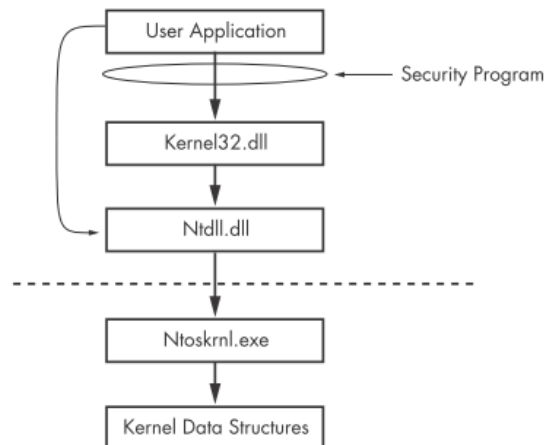 User Application
Security Program
Kernel32.dll
Ntdll.dll
Ntoskrnl.exe
Kernel Data Structures